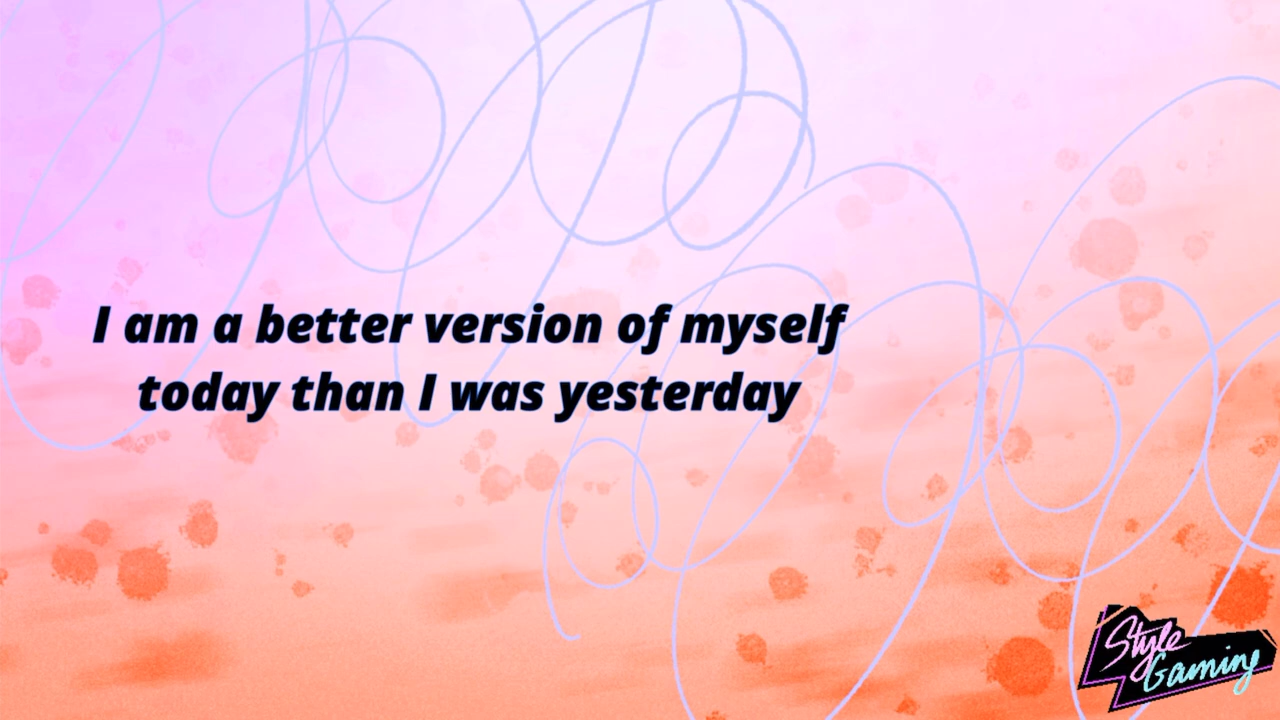 I am a better version of myself
today than I was yesterday
Style
Gaming